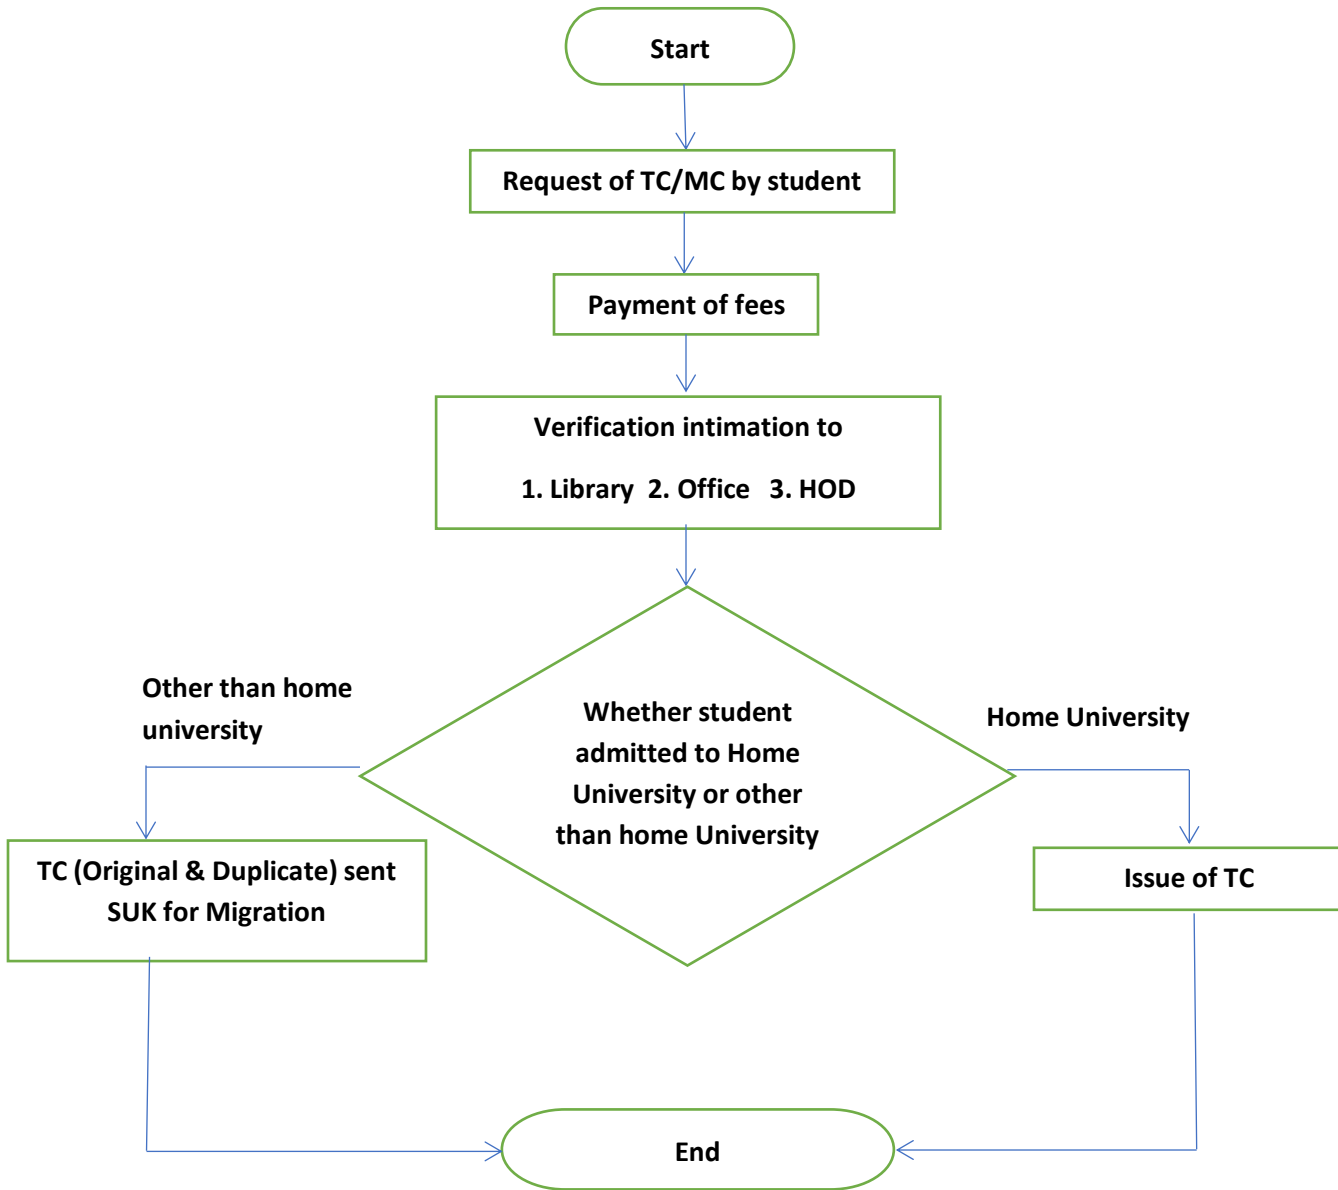 Start
Request of TC/MC by student
Payment of fees
Verification intimation to
1. Library 2. Office 3. HOD
Other than home
university
Whether student
admitted to Home
University or other
than home University
Home University
TC (Original & Duplicate) sent
SUK for Migration
Issue of TC
End